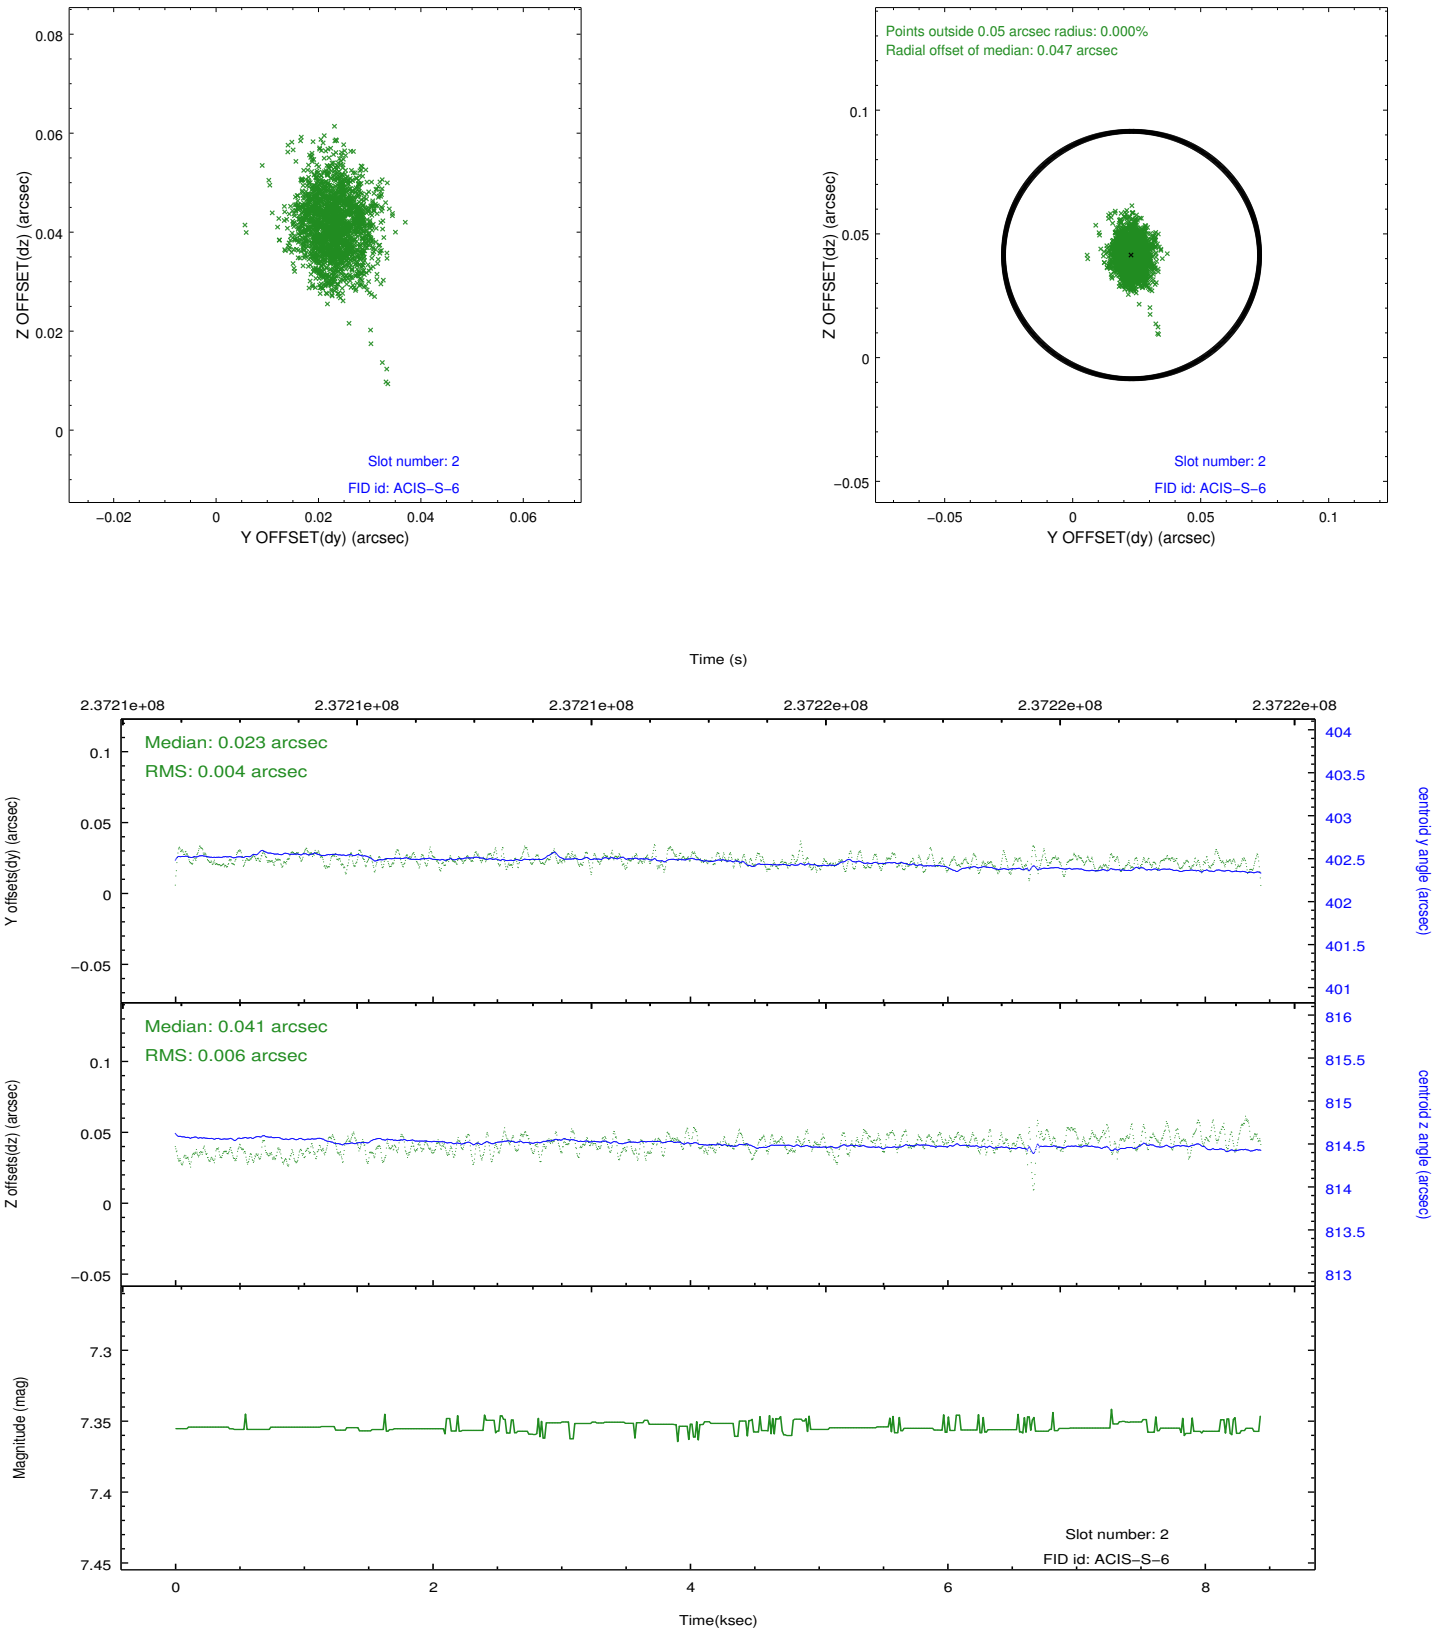 0.08
0.06
0.04
0.02
0
Z OFFSET(dz) (arcsec)
Slot number: 2
FID id: ACIS−S−6
−0.02
0
0.02
0.04
0.06
Y OFFSET(dy) (arcsec)
Points outside 0.05 arcsec radius: 0.000%
Radial offset of median: 0.047 arcsec
0.1
0.05
0
−0.05
Z OFFSET(dz) (arcsec)
Slot number: 2
FID id: ACIS−S−6
−0.05
0
0.05
0.1
Y OFFSET(dy) (arcsec)
Time (s)
2.3721e+08
2.3721e+08
2.3721e+08
2.3722e+08
2.3722e+08
2.3722e+08
Median: 0.023 arcsec
RMS: 0.004 arcsec
0.1
0.05
0
−0.05
Y offsets(dy) (arcsec)
404
403.5
403
402.5
402
401.5
401
centroid y angle (arcsec)
Median: 0.041 arcsec
RMS: 0.006 arcsec
0.1
0.05
0
−0.05
Z offsets(dz) (arcsec)
816
815.5
815
814.5
814
813.5
813
centroid z angle (arcsec)
7.3
7.35
7.4
7.45
Magnitude (mag)
Slot number: 2
FID id: ACIS−S−6
0
2
4
6
8
Time(ksec)